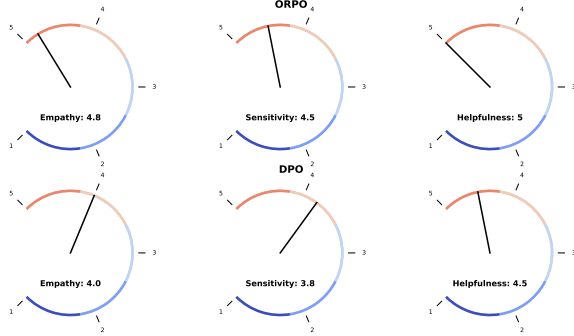 ORPO
5 4 3 2 1
Empathy: 4.8
5 4 3 2 1
Sensitivity: 4.5
5 4 3 2 1
Helpfulness: 5
DPO
5 4 3 2 1
Empathy: 4.0
5 4 3 2 1
Sensitivity: 3.8
5 4 3 2 1
Helpfulness: 4.5